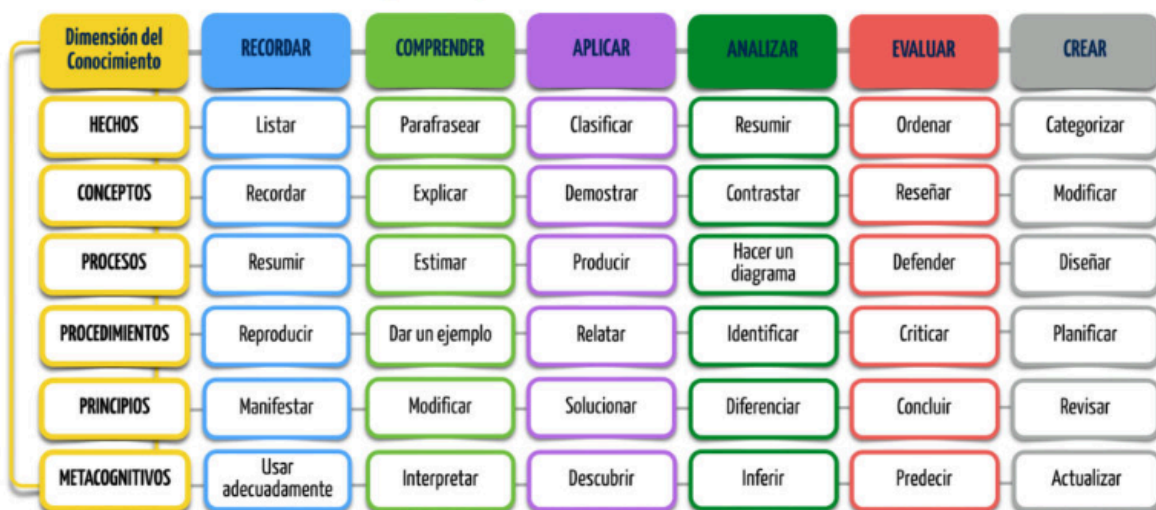 Dimensión del
Conocimiento
RECORDAR
COMPRENDER
APLICAR
ANALIZAR
EVALUAR
CREAR
HECHOS
Listar
Parafrasear
Clasificar
Resumir
Ordenar
Categorizar
CONCEPTOS
Recordar
Explicar
Demostrar
Contrastar
Reseñar
Modificar
PROCESOS
Resumir
Estimar
Producir
Hacer un
diagrama
Defender
Diseñar
PROCEDIMIENTOS
Reproducir
Dar un ejemplo
Relatar
Identificar
Criticar
Planificar
PRINCIPIOS
Manifestar
Modificar
Solucionar
Diferenciar
Concluir
Revisar
METACOGNITIVOS
Usar
adecuadamente
Interpretar
Descubrir
Inferir
Predecir
Actualizar